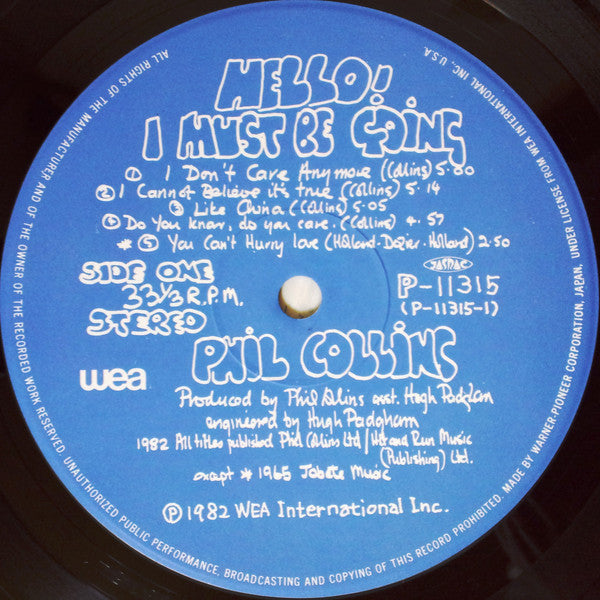 HELLO!
I MUST BE GOING
① I Don't Care Anymore (Collins) 5.00
② I Cannot Believe it's true (Collins) 5.14
③ Like China (Collins) 5.05
④ Do You know, do you care. (Collins) 4.57
* ⑤ You Can't Hurry love (Holland-Dozier-Holland) 2.50
SIDE ONE
33⅓ R.P.M.
STEREO
JASRAC
P-11315
(P-11315-1)
PHIL COLLINS
wea
Produced by Phil Collins asst. Hugh Padgham
engineered by Hugh Padgham
1982 All titles published Phil Collins Ltd / Hit and Run Music
(Publishing) Ltd.
except * 1965 Jobete Music
Ⓟ © 1982 WEA International Inc.
ALL RIGHTS OF THE MANUFACTURER AND OF THE OWNER OF THE RECORDED WORK RESERVED. UNAUTHORIZED PUBLIC PERFORMANCE, BROADCASTING AND COPYING OF THIS RECORD PROHIBITED. MADE BY WARNER-PIONEER CORPORATION, JAPAN, UNDER LICENSE FROM WEA INTERNATIONAL INC., U.S.A.